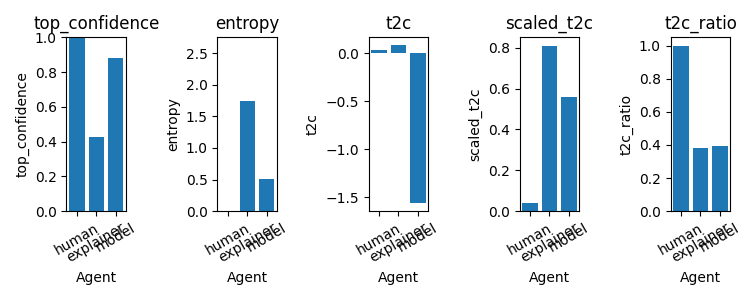 top_confidence
entropy
t2c
scaled_t2c
t2c_ratio
1.0
0.8
0.6
0.4
0.2
0.0
top_confidence
human
explainer
model
Agent
2.5
2.0
1.5
1.0
0.5
0.0
entropy
human
explainer
model
Agent
0.0
−0.5
−1.0
−1.5
t2c
human
explainer
model
Agent
0.8
0.6
0.4
0.2
0.0
scaled_t2c
human
explainer
model
Agent
1.0
0.8
0.6
0.4
0.2
0.0
t2c_ratio
human
explainer
model
Agent